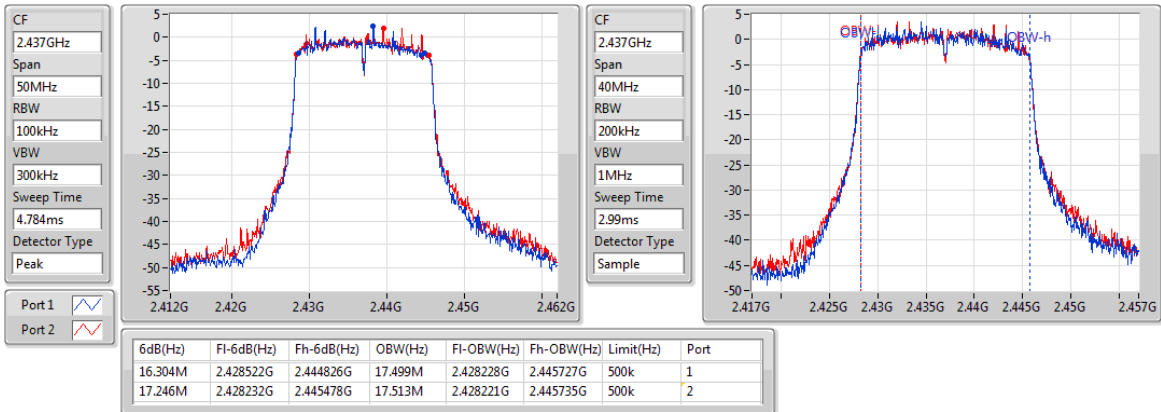 CF
2.437GHz
Span
50MHz
RBW
100kHz
VBW
300kHz
Sweep Time
4.784ms
Detector Type
Peak
Port 1
Port 2
5
0
-5
-10
-15
-20
-25
-30
-35
-40
-45
-50
-55
2.412G 2.42G 2.43G 2.44G 2.45G 2.462G
CF
2.437GHz
Span
40MHz
RBW
200kHz
VBW
1MHz
Sweep Time
2.99ms
Detector Type
Sample
5
0
-5
-10
-15
-20
-25
-30
-35
-40
-45
-50
OBW-h
2.417G 2.425G 2.43G 2.435G 2.44G 2.445G 2.45G 2.457G
6dB(Hz) Fl-6dB(Hz) Fh-6dB(Hz) OBW(Hz) Fl-OBW(Hz) Fh-OBW(Hz) Limit(Hz) Port
16.304M 2.428522G 2.444826G 17.499M 2.428228G 2.445727G 500k 1
17.246M 2.428232G 2.445478G 17.513M 2.428221G 2.445735G 500k 2